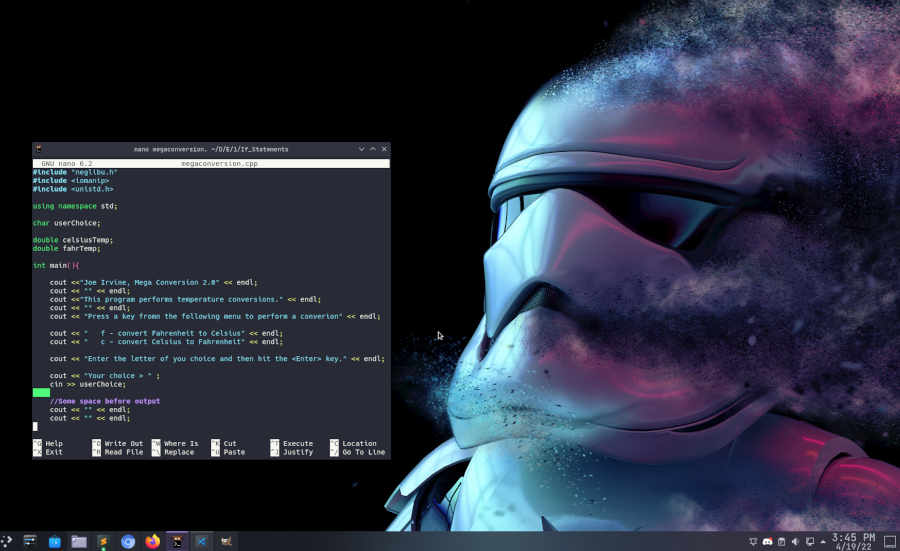 nano megaconversion. ~/D/E/1/If_Statements
GNU nano 6.2 megaconversion.cpp
#include "neglibu.h"
#include <iomanip>
#include <unistd.h>
using namespace std;
char userChoice;
double celsiusTemp;
double fahrTemp;
int main(){
cout <<"Joe Irvine, Mega Conversion 2.0" << endl;
cout << "" << endl;
cout <<"This program performs temperature conversions." << endl;
cout << "" << endl;
cout << "Press a key fromn the following menu to perform a converion" << endl;
cout << "   f - convert Fahrenheit to Celsius" << endl;
cout << "   c - convert Celsius to Fahrenheit" << endl;
cout << "Enter the letter of you choice and then hit the <Enter> key." << endl;
cout << "Your choice > " ;
cin >> userChoice;
//Some space before output
cout << "" << endl;
cout << "" << endl;
^G Help ^O Write Out ^W Where Is ^K Cut ^T Execute ^C Location
^X Exit ^R Read File ^\ Replace ^U Paste ^J Justify ^/ Go To Line
3:45 PM
4/19/22